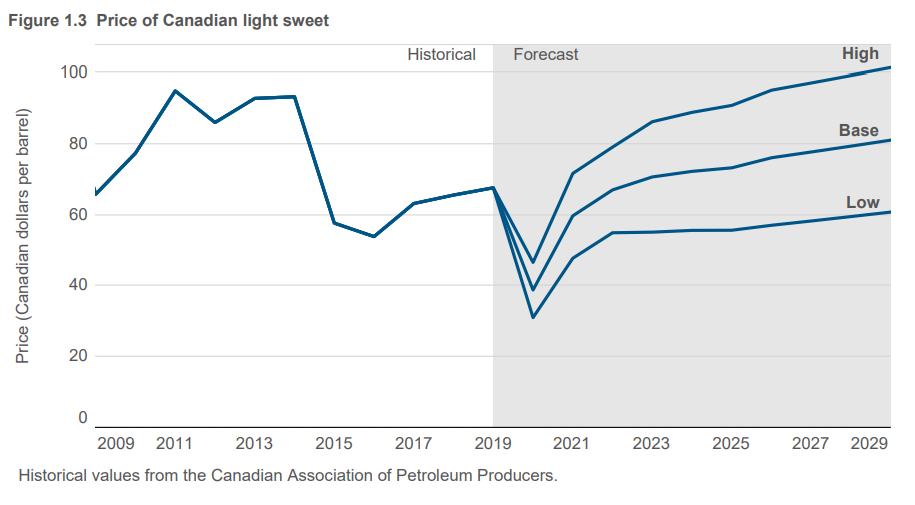 Figure 1.3 Price of Canadian light sweet
Historical Forecast High
100
80 Base
60 Low
40
20
0
Price (Canadian dollars per barrel)
2009 2011 2013 2015 2017 2019 2021 2023 2025 2027 2029
Historical values from the Canadian Association of Petroleum Producers.